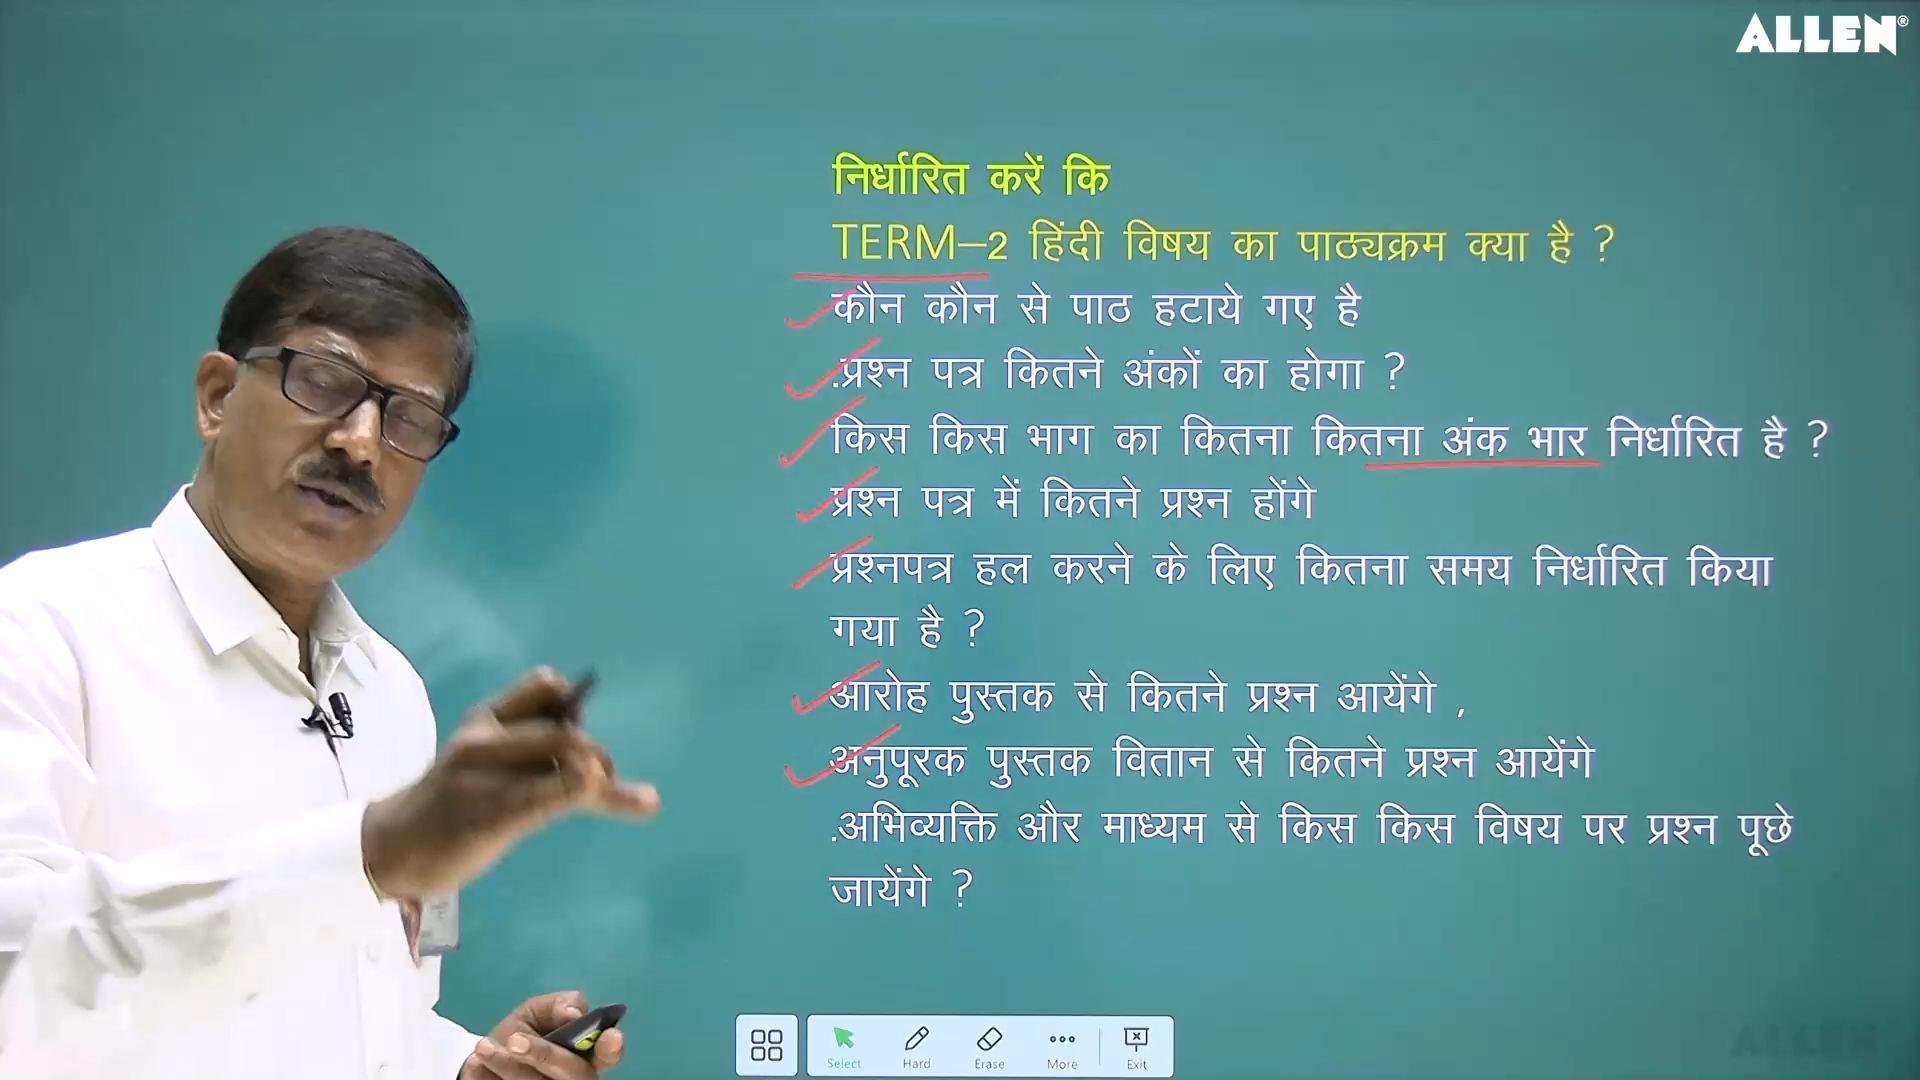 ALLEN®
निर्धारित करें कि
TERM–2 हिंदी विषय का पाठ्यक्रम क्या है ?
कौन कौन से पाठ हटाये गए है
.प्रश्न पत्र कितने अंकों का होगा ?
किस किस भाग का कितना कितना अंक भार निर्धारित है ?
प्रश्न पत्र में कितने प्रश्न होंगे
प्रश्नपत्र हल करने के लिए कितना समय निर्धारित किया
गया है ?
आरोह पुस्तक से कितने प्रश्न आयेंगे ,
अनुपूरक पुस्तक वितान से कितने प्रश्न आयेंगे
.अभिव्यक्ति और माध्यम से किस किस विषय पर प्रश्न पूछे
जायेंगे ?
Select Hard Erase More Exit
ALLEN